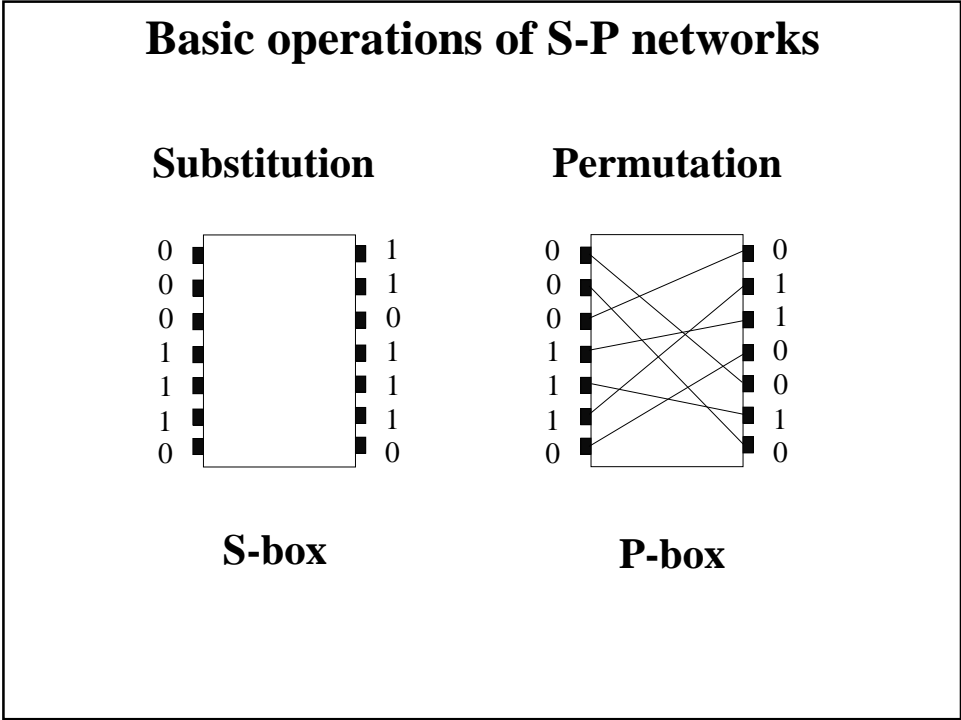 Basic operations of S-P networks
Substitution Permutation
0 1 0 0
0 1 0 1
0 0 0 1
1 1 1 0
1 1 1 0
1 1 1 1
0 0 0 0
S-box P-box